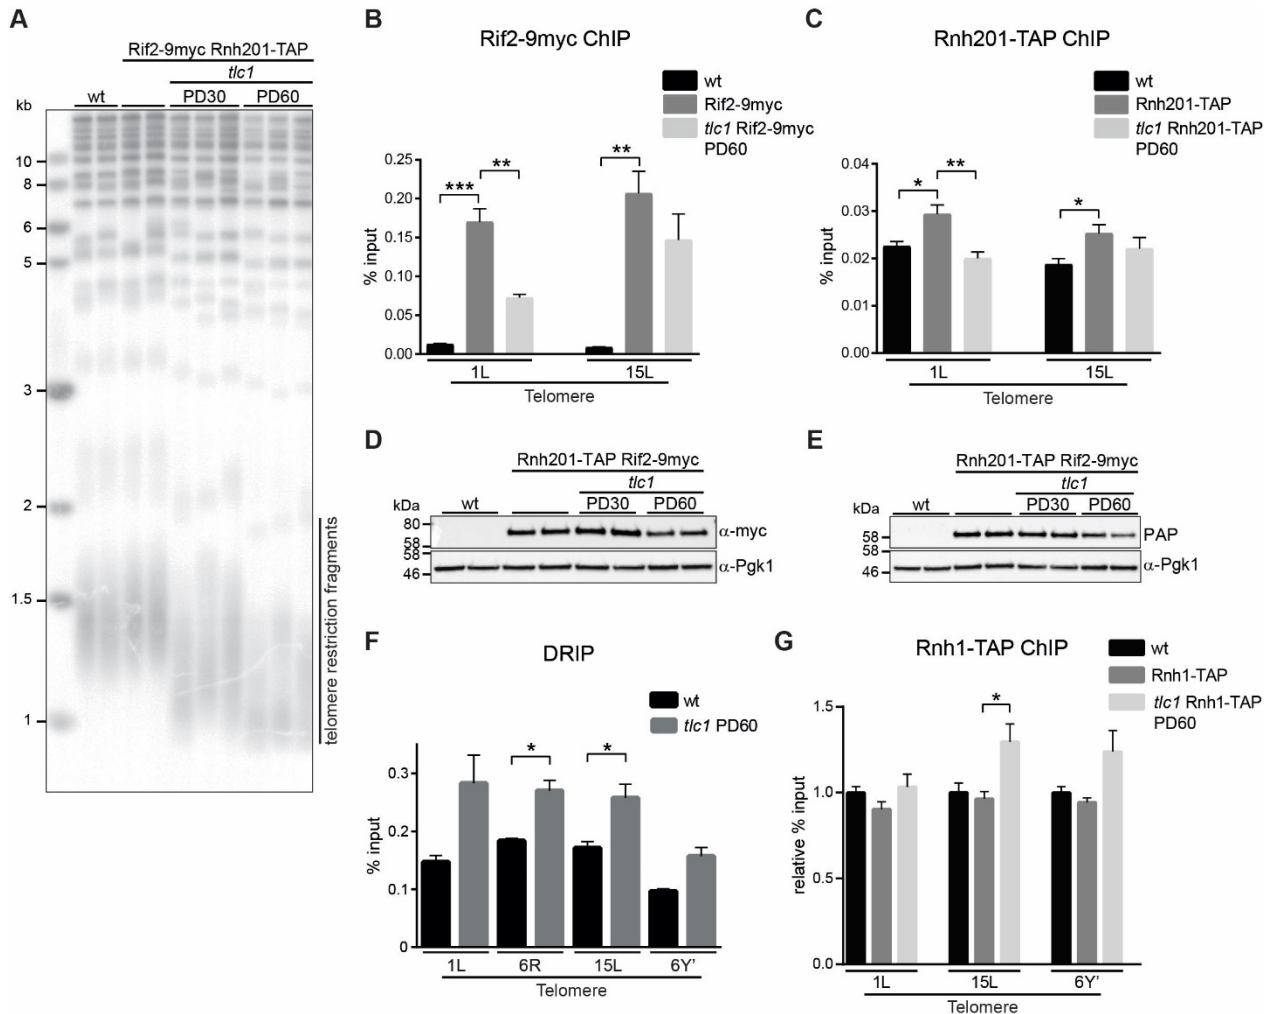 A
Rif2-9myc Rnh201-TAP
tlc1
kb wt PD30 PD60
10
8
6
5
3
2
1.5
1
telomere restriction fragments
B
Rif2-9myc ChIP
wt
Rif2-9myc
tlc1 Rif2-9myc
PD60
*** ** **
0.25
0.20
0.15
0.10
0.05
0.00
% input
1L 15L
Telomere
C
Rnh201-TAP ChIP
wt
Rnh201-TAP
tlc1 Rnh201-TAP
PD60
* ** *
0.04
0.03
0.02
0.01
0.00
% input
1L 15L
Telomere
D
Rnh201-TAP Rif2-9myc
tlc1
kDa wt PD30 PD60
80
58
α-myc
58
46
α-Pgk1
E
Rnh201-TAP Rif2-9myc
tlc1
kDa wt PD30 PD60
58
PAP
58
46
α-Pgk1
F
DRIP
wt
tlc1 PD60
* *
0.3
0.2
0.1
0
% input
1L 6R 15L 6Y'
Telomere
G
Rnh1-TAP ChIP
wt
Rnh1-TAP
tlc1 Rnh1-TAP
PD60
*
1.5
1.0
0.5
0.0
relative % input
1L 15L 6Y'
Telomere